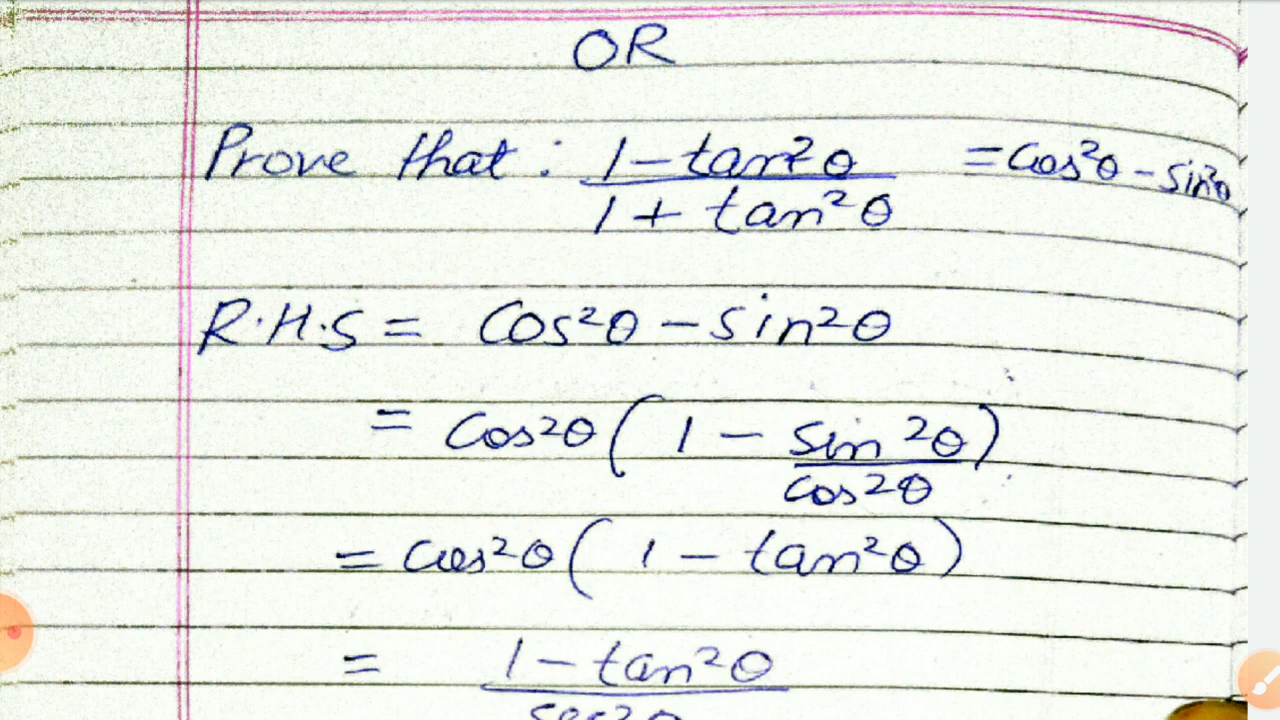 OR
Prove that : 1 - tan²θ / 1 + tan²θ = Cos²θ - Sin²θ
R.H.S = Cos²θ - Sin²θ
= Cos²θ ( 1 - Sin²θ / Cos²θ )
= Cos²θ ( 1 - tan²θ )
= 1 - tan²θ / sec²θ